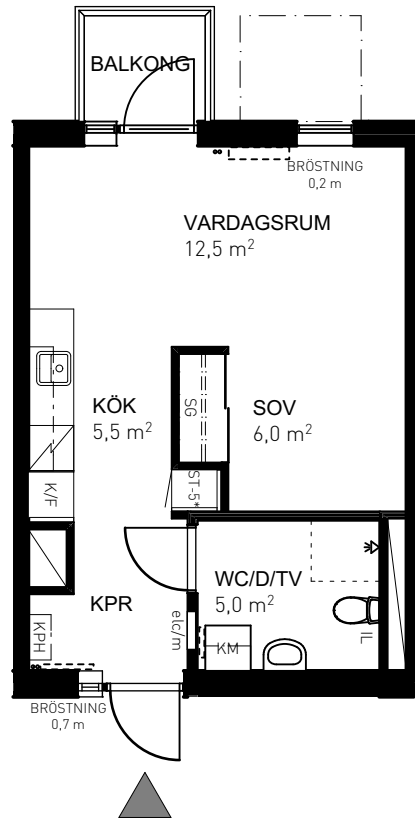 BALKONG
BRÖSTNING
0,2 m
VARDAGSRUM
12,5 m²
KÖK
5,5 m²
SG
SOV
6,0 m²
K/F
ST-5*
WC/D/TV
5,0 m²
KPR
elc/m
KPH
KM
IL
BRÖSTNING
0,7 m